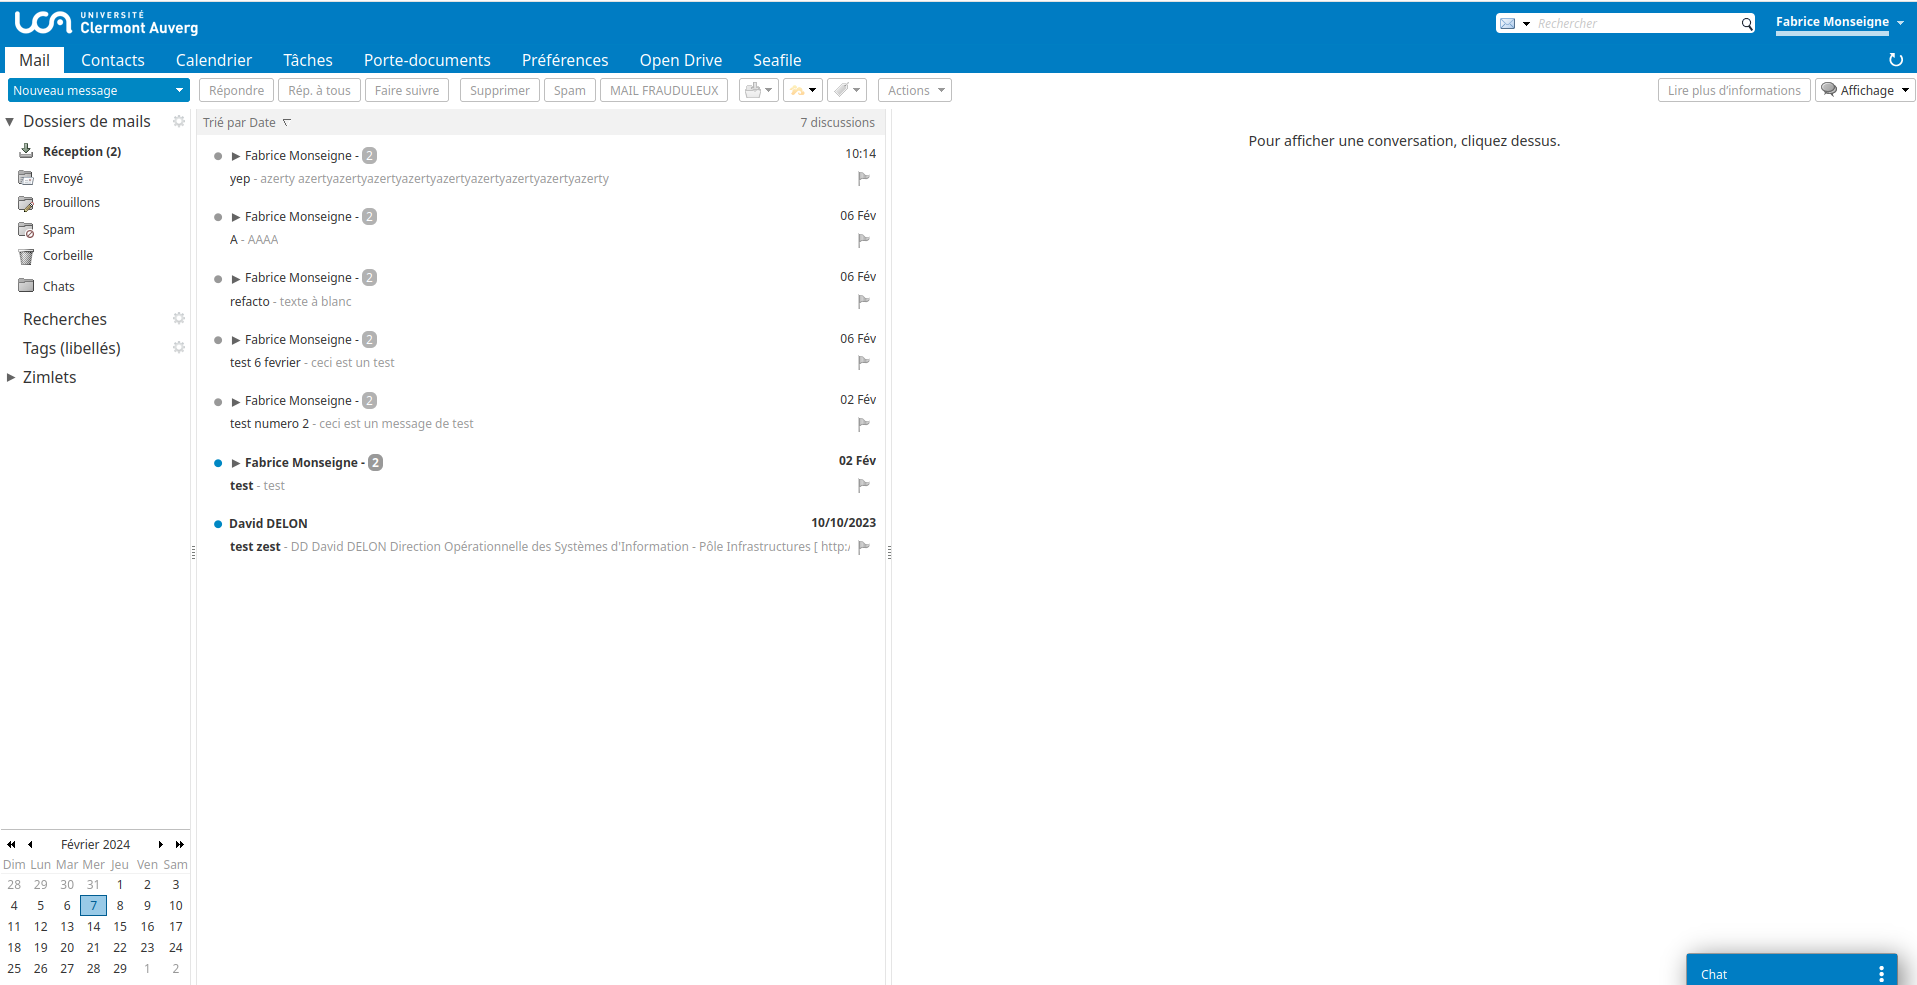 UNIVERSITÉ
Clermont Auverg
Rechercher
Fabrice Monseigne
Mail Contacts Calendrier Tâches Porte-documents Préférences Open Drive Seafile
Nouveau message Répondre Rép. à tous Faire suivre Supprimer Spam MAIL FRAUDULEUX Actions Lire plus d'informations Affichage
Dossiers de mails
Réception (2)
Envoyé
Brouillons
Spam
Corbeille
Chats
Recherches
Tags (libellés)
Zimlets
Trié par Date 7 discussions
Fabrice Monseigne - 2 10:14
yep - azerty azertyazertyazertyazertyazertyazertyazertyazertyazerty
Fabrice Monseigne - 2 06 Fév
A - AAAA
Fabrice Monseigne - 2 06 Fév
refacto - texte à blanc
Fabrice Monseigne - 2 06 Fév
test 6 fevrier - ceci est un test
Fabrice Monseigne - 2 02 Fév
test numero 2 - ceci est un message de test
Fabrice Monseigne - 2 02 Fév
test - test
David DELON 10/10/2023
test zest - DD David DELON Direction Opérationnelle des Systèmes d'Information - Pôle Infrastructures [ http:/
Pour afficher une conversation, cliquez dessus.
Février 2024
Dim Lun Mar Mer Jeu Ven Sam
28 29 30 31 1 2 3
4 5 6 7 8 9 10
11 12 13 14 15 16 17
18 19 20 21 22 23 24
25 26 27 28 29 1 2
Chat